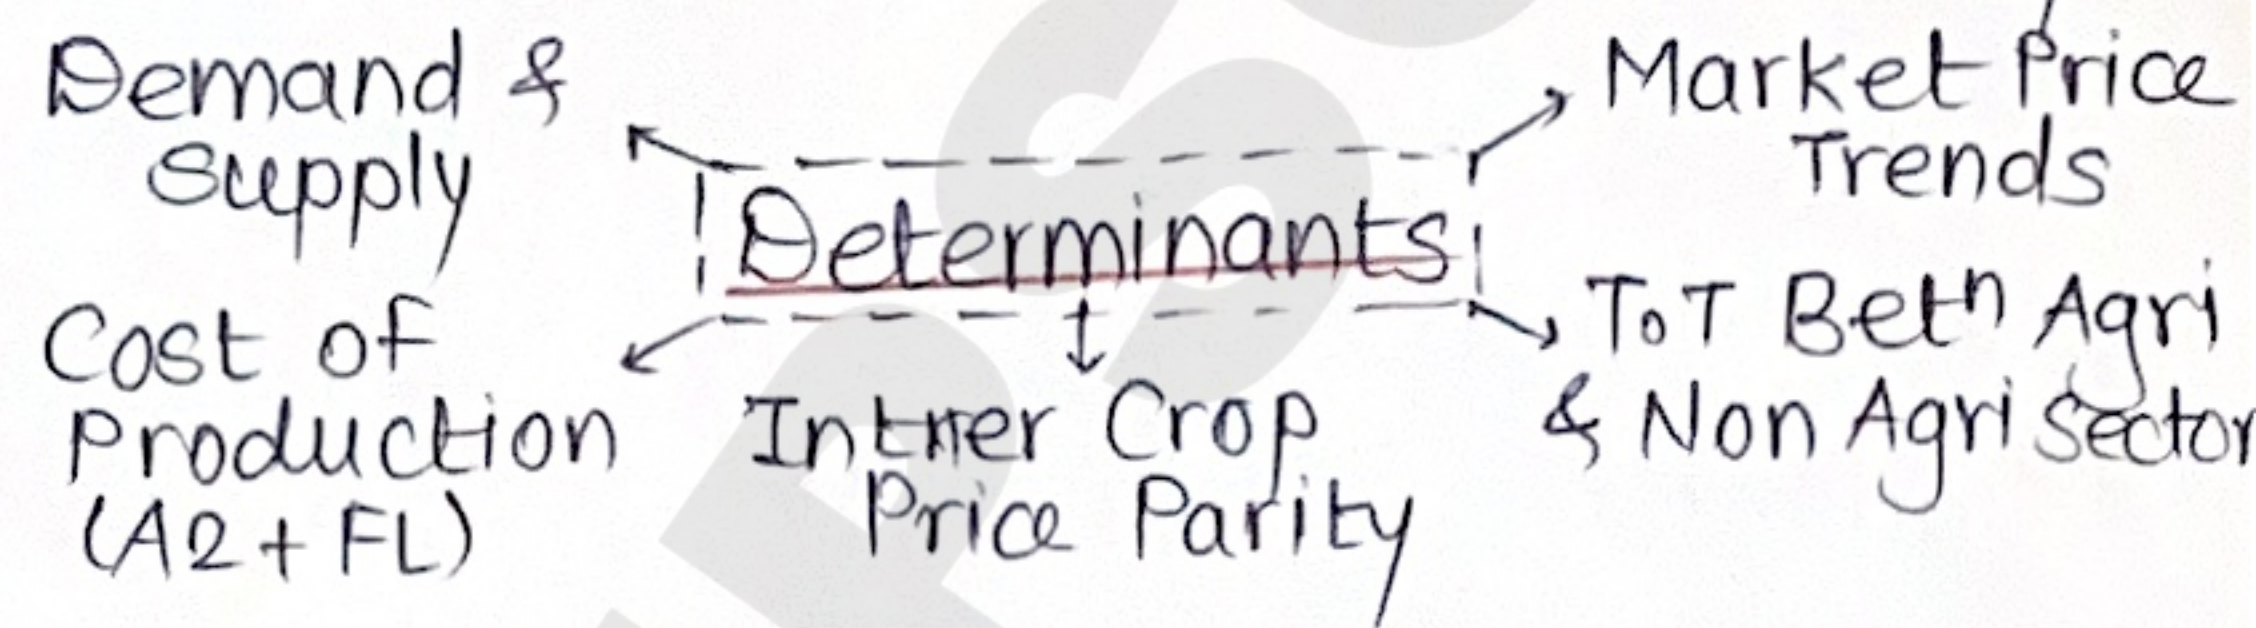 Demand &
Supply
Market Price
Trends
Determinants
Cost of
Production
(A2 + FL)
Inter Crop
Price Parity
ToT Betn Agri
& Non Agri Sector